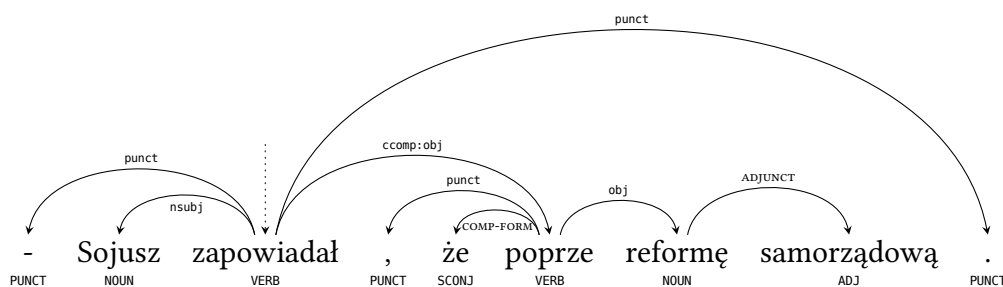 punct
ccomp:obj
punct
punct
obj
ADJUNCT
nsubj
COMP-FORM
- Sojusz zapowiadał , że poprze reformę samorządową .
PUNCT NOUN VERB PUNCT SCONJ VERB NOUN ADJ PUNCT